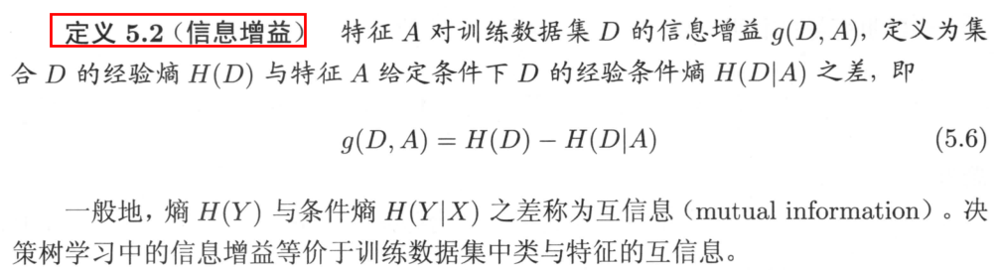 定义 5.2（信息增益） 特征 A 对训练数据集 D 的信息增益 g(D, A), 定义为集
合 D 的经验熵 H(D) 与特征 A 给定条件下 D 的经验条件熵 H(D|A) 之差, 即
g(D, A) = H(D) − H(D|A) (5.6)
一般地，熵 H(Y) 与条件熵 H(Y|X) 之差称为互信息（mutual information）。决
策树学习中的信息增益等价于训练数据集中类与特征的互信息。